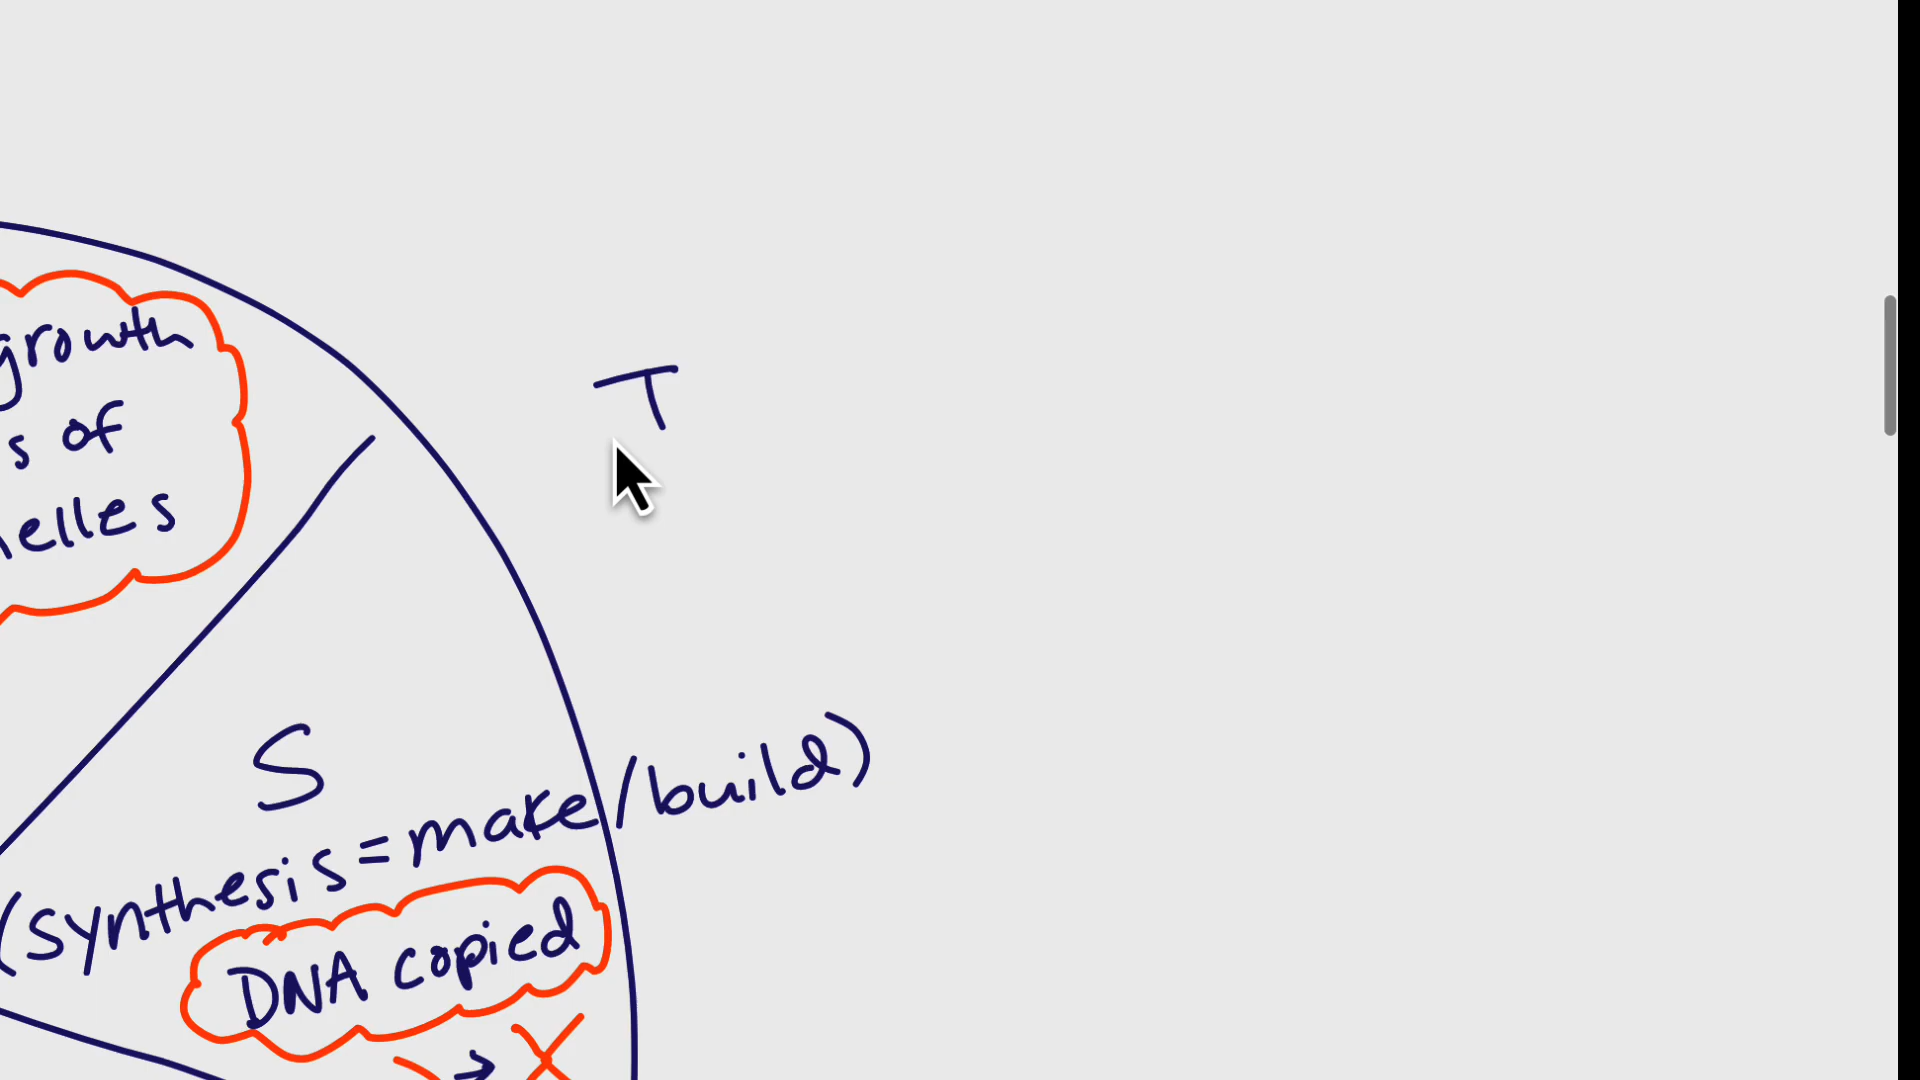 growth
s of
elles
T
S
(synthesis = make/build)
DNA copied
→